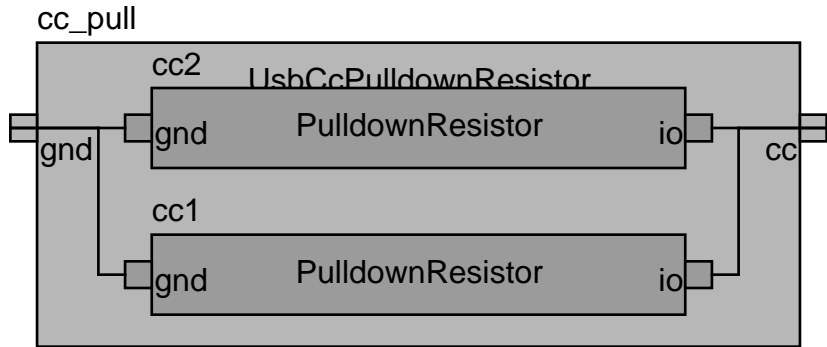 cc_pull
cc2
UsbCcPulldownResistor
gnd PulldownResistor io
gnd cc
cc1
gnd PulldownResistor io